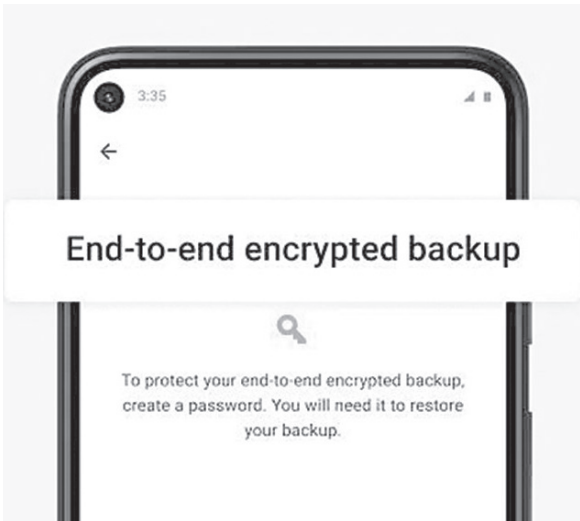 3:35
End-to-end encrypted backup
To protect your end-to-end encrypted backup,
create a password. You will need it to restore
your backup.